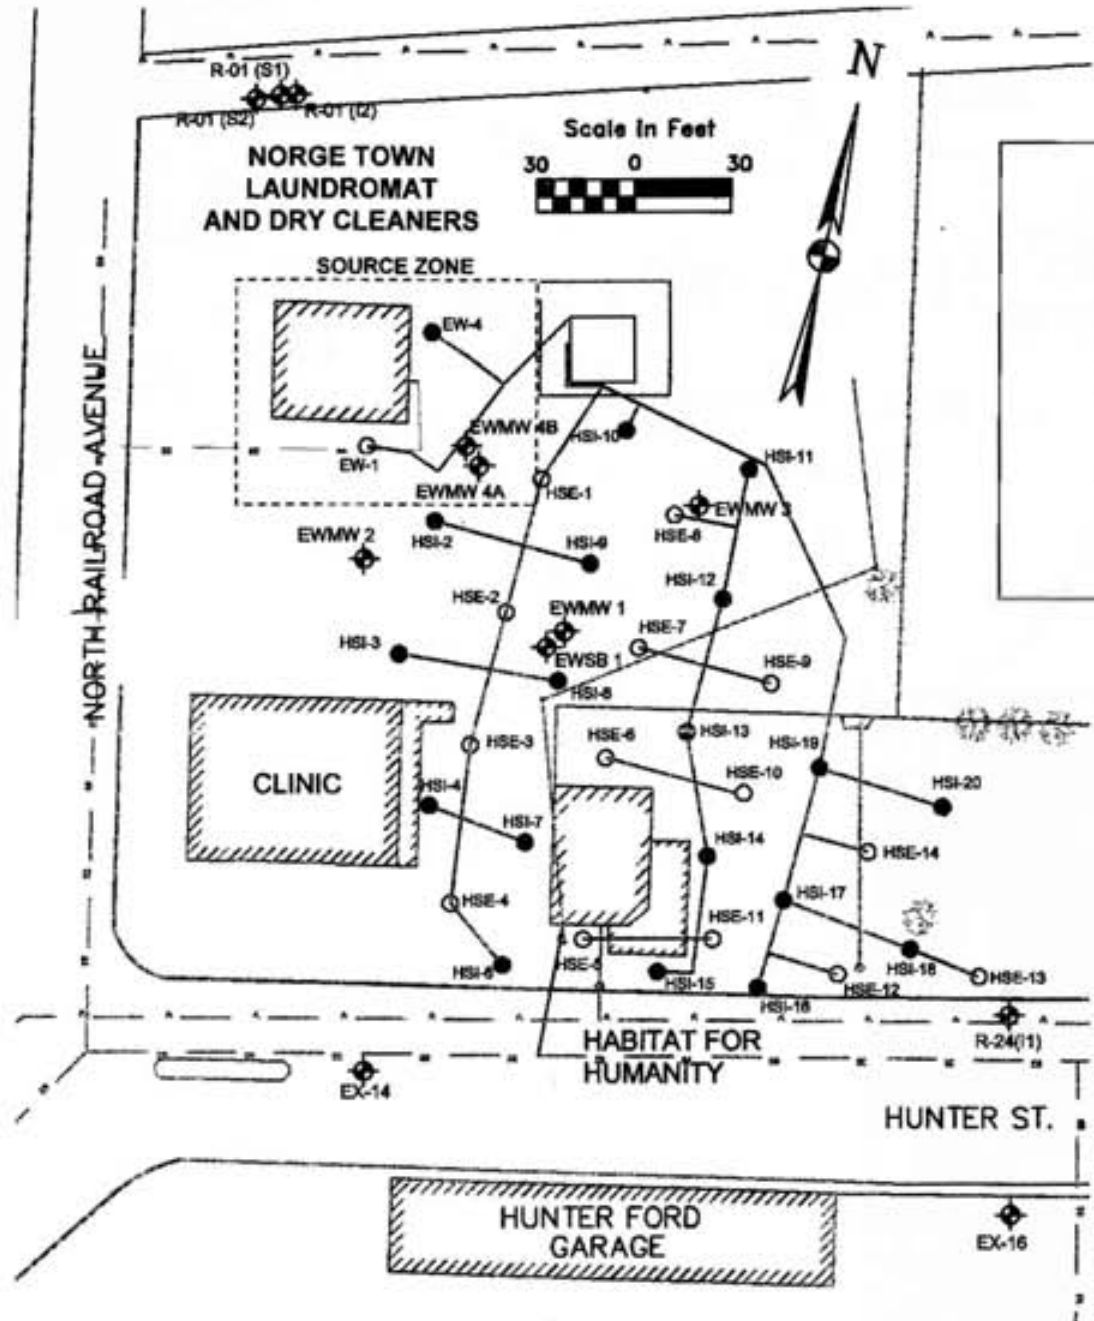 N
R-01 (S1)
R-01 (S2)
R-01 (I2)
Scale In Feet
30 0 30
NORGE TOWN
LAUNDROMAT
AND DRY CLEANERS
SOURCE ZONE
EW-4
EWMW 4B
HSI-10
EW-1
HSI-11
EWMW 4A
HSE-1
EWMW 3
HSE-8
EWMW 2
HSI-2
HSI-9
HSI-12
HSE-2
EWMW 1
HSE-7
HSI-3
EWSB 1
HSE-9
HSI-8
NORTH RAILROAD AVENUE
HSE-3
HSE-6
HSI-13
HSI-19
HSE-10
CLINIC
HSI-4
HSI-20
HSI-7
HSI-14
HSE-14
HSE-4
HSI-17
HSE-11
HSE-5
HSI-6
HSI-15
HSI-18
HSE-12
HSE-13
HSI-16
HABITAT FOR
HUMANITY
R-24(I1)
EX-14
HUNTER ST.
HUNTER FORD
GARAGE
EX-16